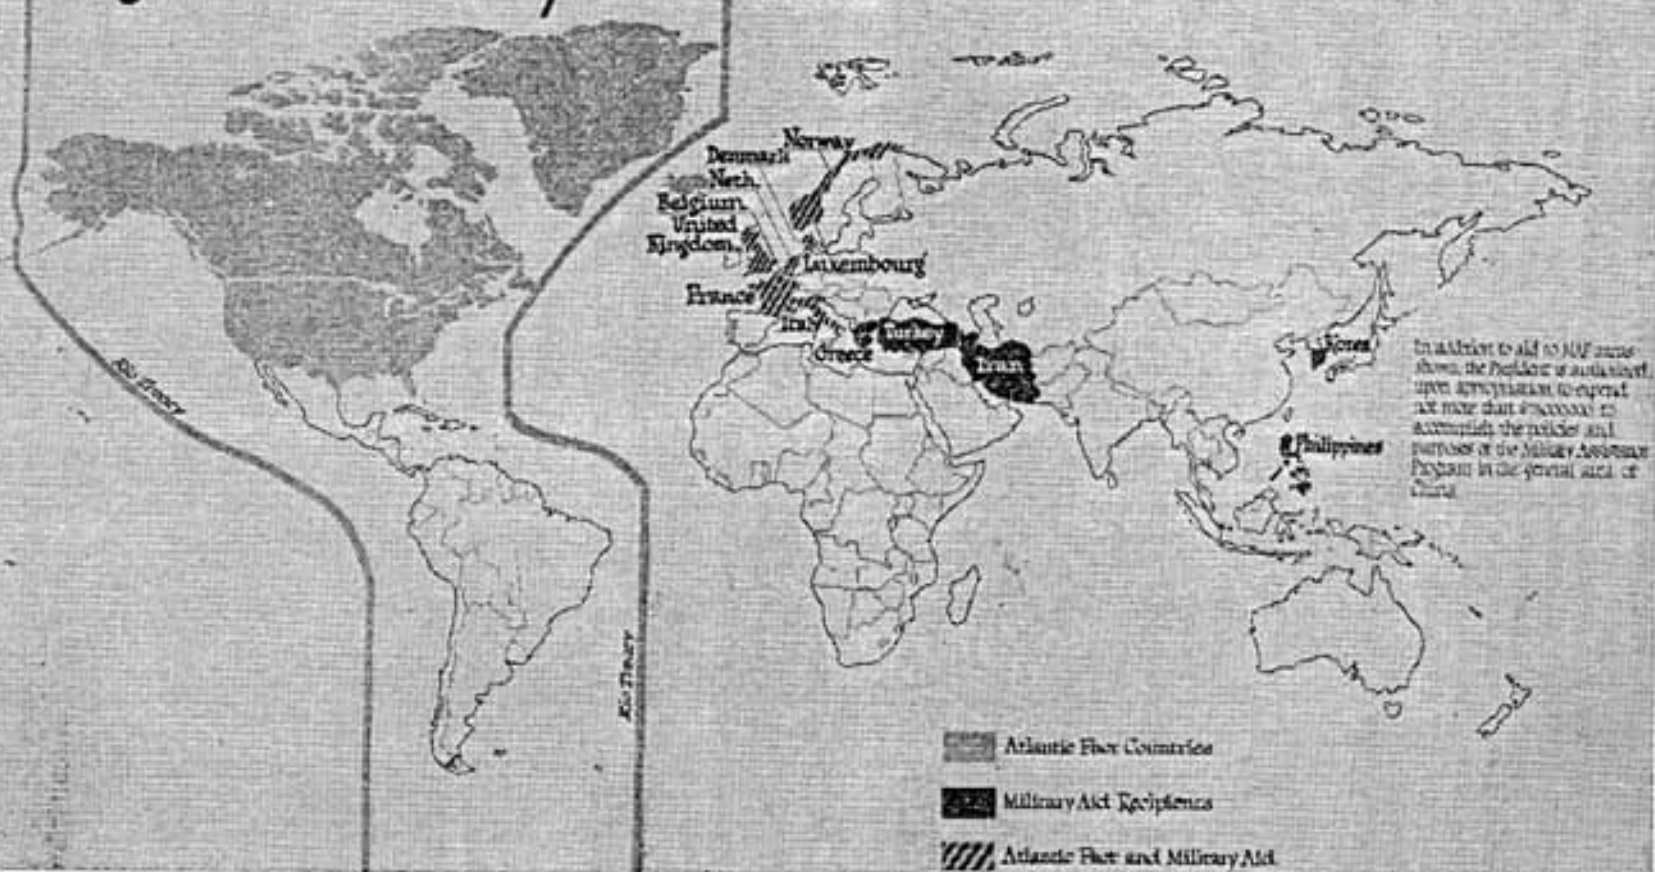 Norway
Denmark
Neth.
Belgium
United
Kingdom
Luxembourg
France
Italy
Greece
Turkey
Iran
Korea
Philippines
In addition to aid to MAP areas
shown, the President is authorized,
upon appropriation, to expend
not more than
accomplish the policies and
purposes of the Military Assistance
Program in the general area of
China
Rio Treaty
Rio Treaty
Atlantic Pact Countries
Military Aid Recipients
Atlantic Pact and Military Aid